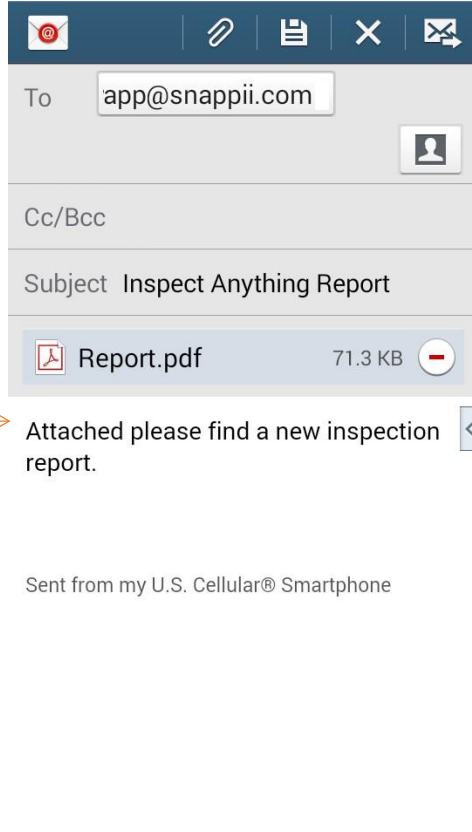 To app@snappii.com
Cc/Bcc
Subject Inspect Anything Report
Report.pdf 71.3 KB
Attached please find a new inspection
report.
Sent from my U.S. Cellular® Smartphone